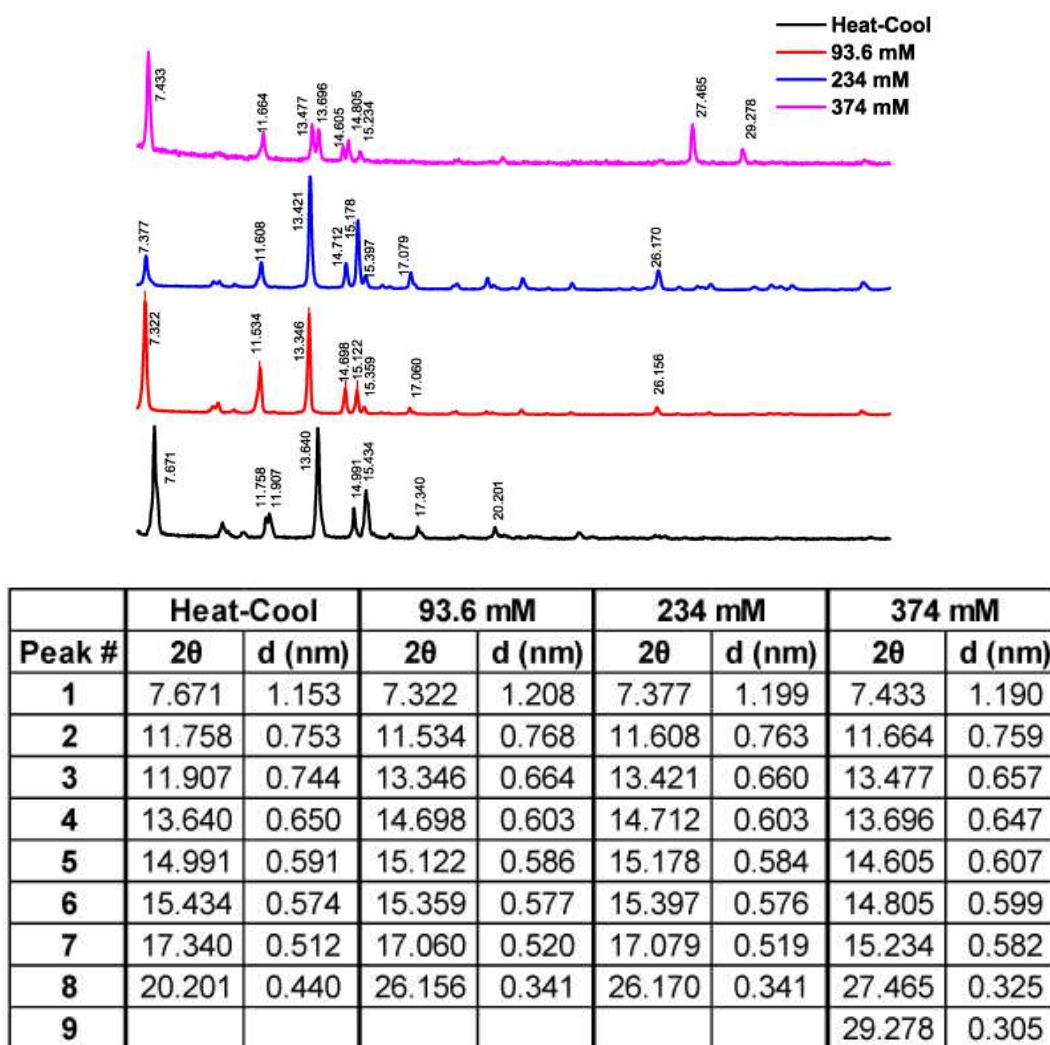 Heat-Cool
93.6 mM
234 mM
374 mM
7.433
11.664
13.477
13.696
14.605
14.805
15.234
27.465
29.278
7.377
11.608
13.421
14.712
15.178
15.397
17.079
26.170
7.322
11.534
13.346
14.698
15.122
15.359
17.060
26.156
7.671
11.758
11.907
13.640
14.991
15.434
17.340
20.201
Heat-Cool 93.6 mM 234 mM 374 mM
Peak # 2θ d (nm) 2θ d (nm) 2θ d (nm) 2θ d (nm)
1 7.671 1.153 7.322 1.208 7.377 1.199 7.433 1.190
2 11.758 0.753 11.534 0.768 11.608 0.763 11.664 0.759
3 11.907 0.744 13.346 0.664 13.421 0.660 13.477 0.657
4 13.640 0.650 14.698 0.603 14.712 0.603 13.696 0.647
5 14.991 0.591 15.122 0.586 15.178 0.584 14.605 0.607
6 15.434 0.574 15.359 0.577 15.397 0.576 14.805 0.599
7 17.340 0.512 17.060 0.520 17.079 0.519 15.234 0.582
8 20.201 0.440 26.156 0.341 26.170 0.341 27.465 0.325
9 29.278 0.305